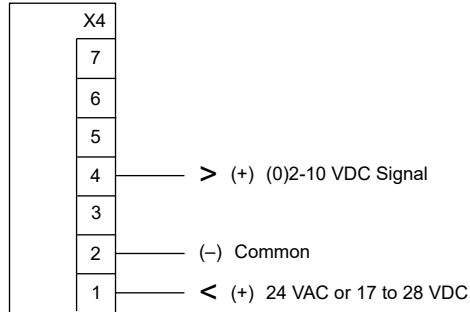 X4
7
6
5
4 > (+) (0)2-10 VDC Signal
3
2 (–) Common
1 < (+) 24 VAC or 17 to 28 VDC